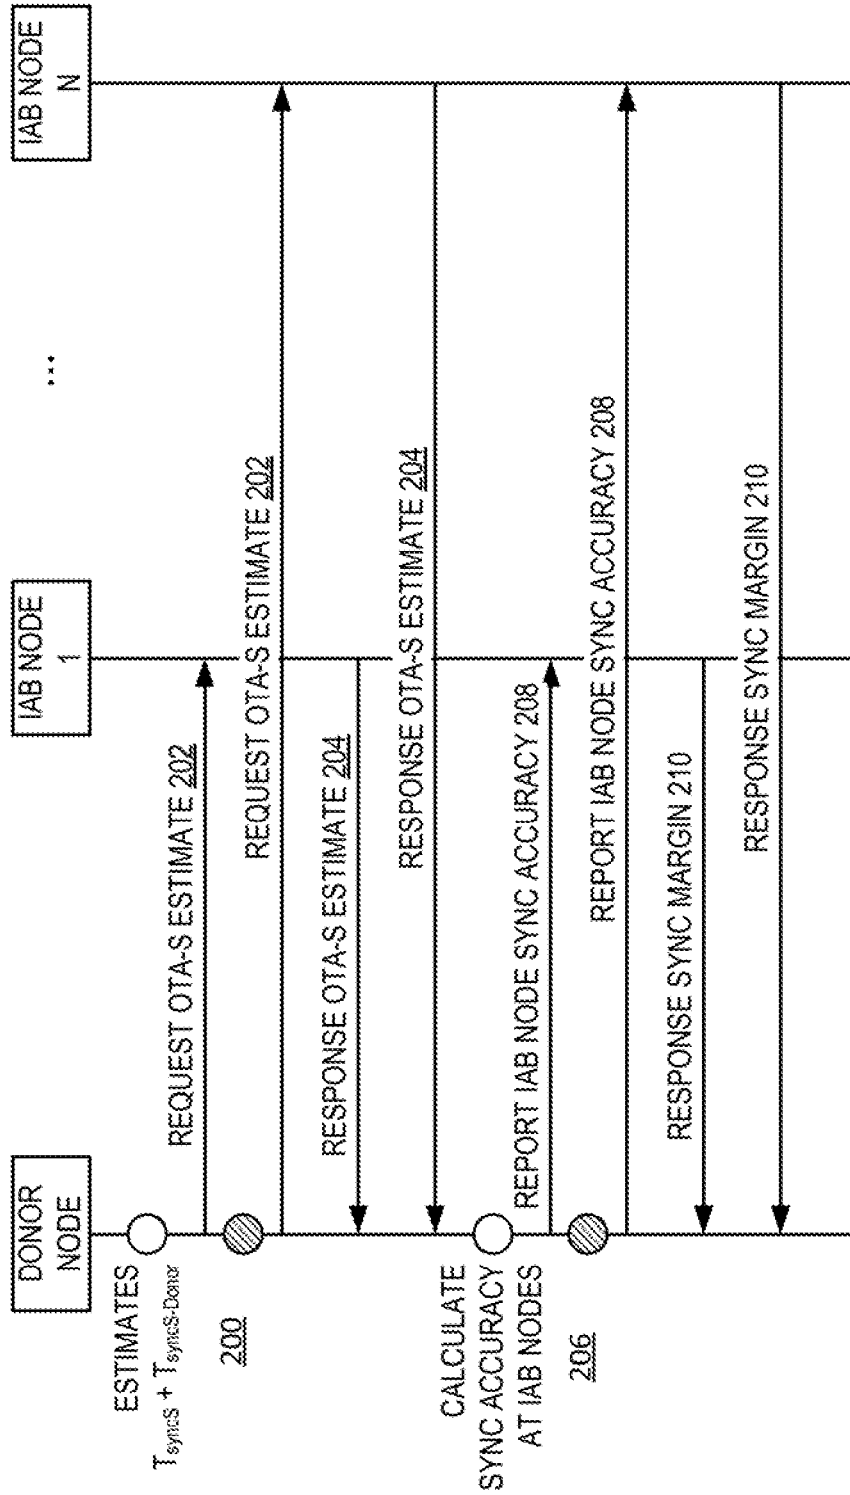 DONOR
NODE
IAB NODE
1
...
IAB NODE
N
ESTIMATES
TsyncS + TsyncS-Donor
200
REQUEST OTA-S ESTIMATE 202
REQUEST OTA-S ESTIMATE 202
RESPONSE OTA-S ESTIMATE 204
RESPONSE OTA-S ESTIMATE 204
CALCULATE
SYNC ACCURACY
AT IAB NODES
206
REPORT IAB NODE SYNC ACCURACY 208
REPORT IAB NODE SYNC ACCURACY 208
RESPONSE SYNC MARGIN 210
RESPONSE SYNC MARGIN 210